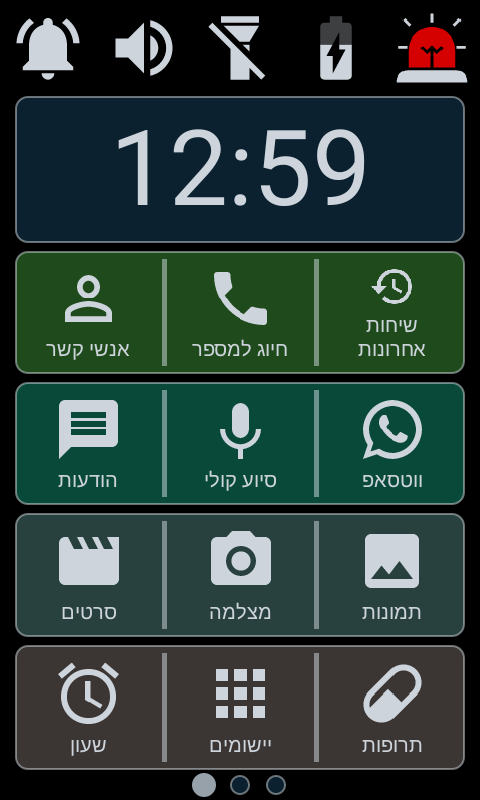 12:59
שיחות
אחרונות
חיוג למספר
אנשי קשר
ווטסאפ
סיוע קולי
הודעות
תמונות
מצלמה
סרטים
תרופות
יישומים
שעון